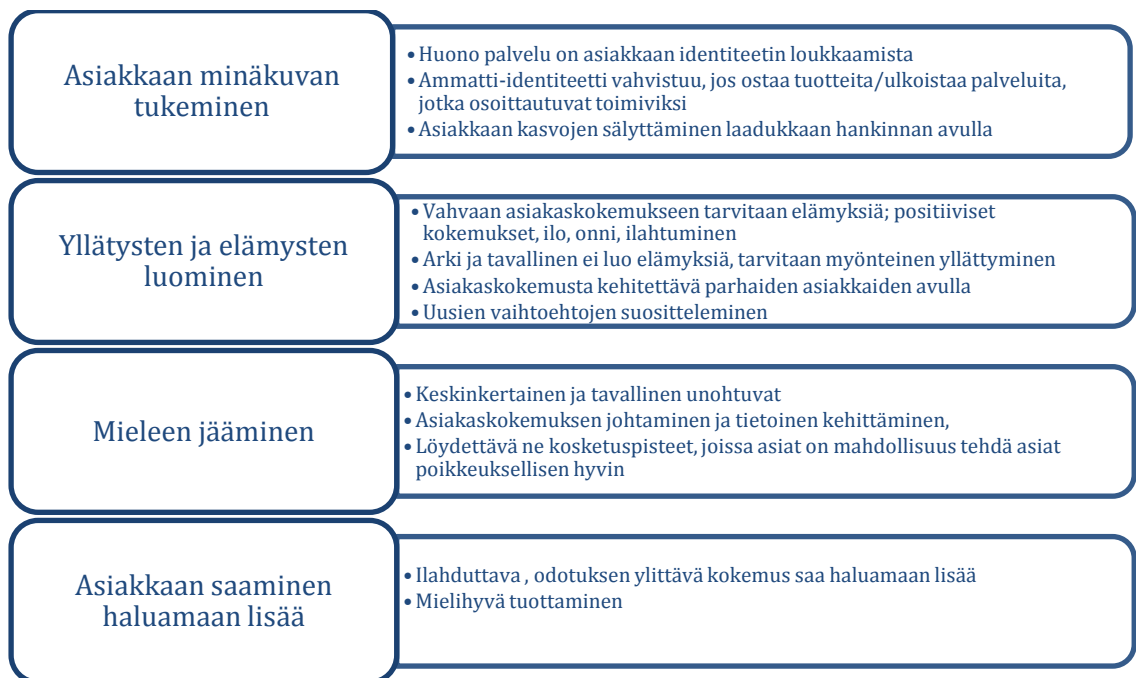 Asiakkaan minäkuvan
tukeminen
•Huono palvelu on asiakkaan identiteetin loukkaamista
•Ammatti-identiteetti vahvistuu, jos ostaa tuotteita/ulkoistaa palveluita,
jotka osoittautuvat toimiviksi
•Asiakkaan kasvojen sälyttäminen laadukkaan hankinnan avulla
Yllätysten ja elämysten
luominen
•Vahvaan asiakaskokemukseen tarvitaan elämyksiä; positiiviset
kokemukset, ilo, onni, ilahtuminen
•Arki ja tavallinen ei luo elämyksiä, tarvitaan myönteinen yllättyminen
•Asiakaskokemusta kehitettävä parhaiden asiakkaiden avulla
•Uusien vaihtoehtojen suositteleminen
Mieleen jääminen
•Keskinkertainen ja tavallinen unohtuvat
•Asiakaskokemuksen johtaminen ja tietoinen kehittäminen,
•Löydettävä ne kosketuspisteet, joissa asiat on mahdollisuus tehdä asiat
poikkeuksellisen hyvin
Asiakkaan saaminen
haluamaan lisää
•Ilahduttava , odotuksen ylittävä kokemus saa haluamaan lisää
•Mielihyvä tuottaminen